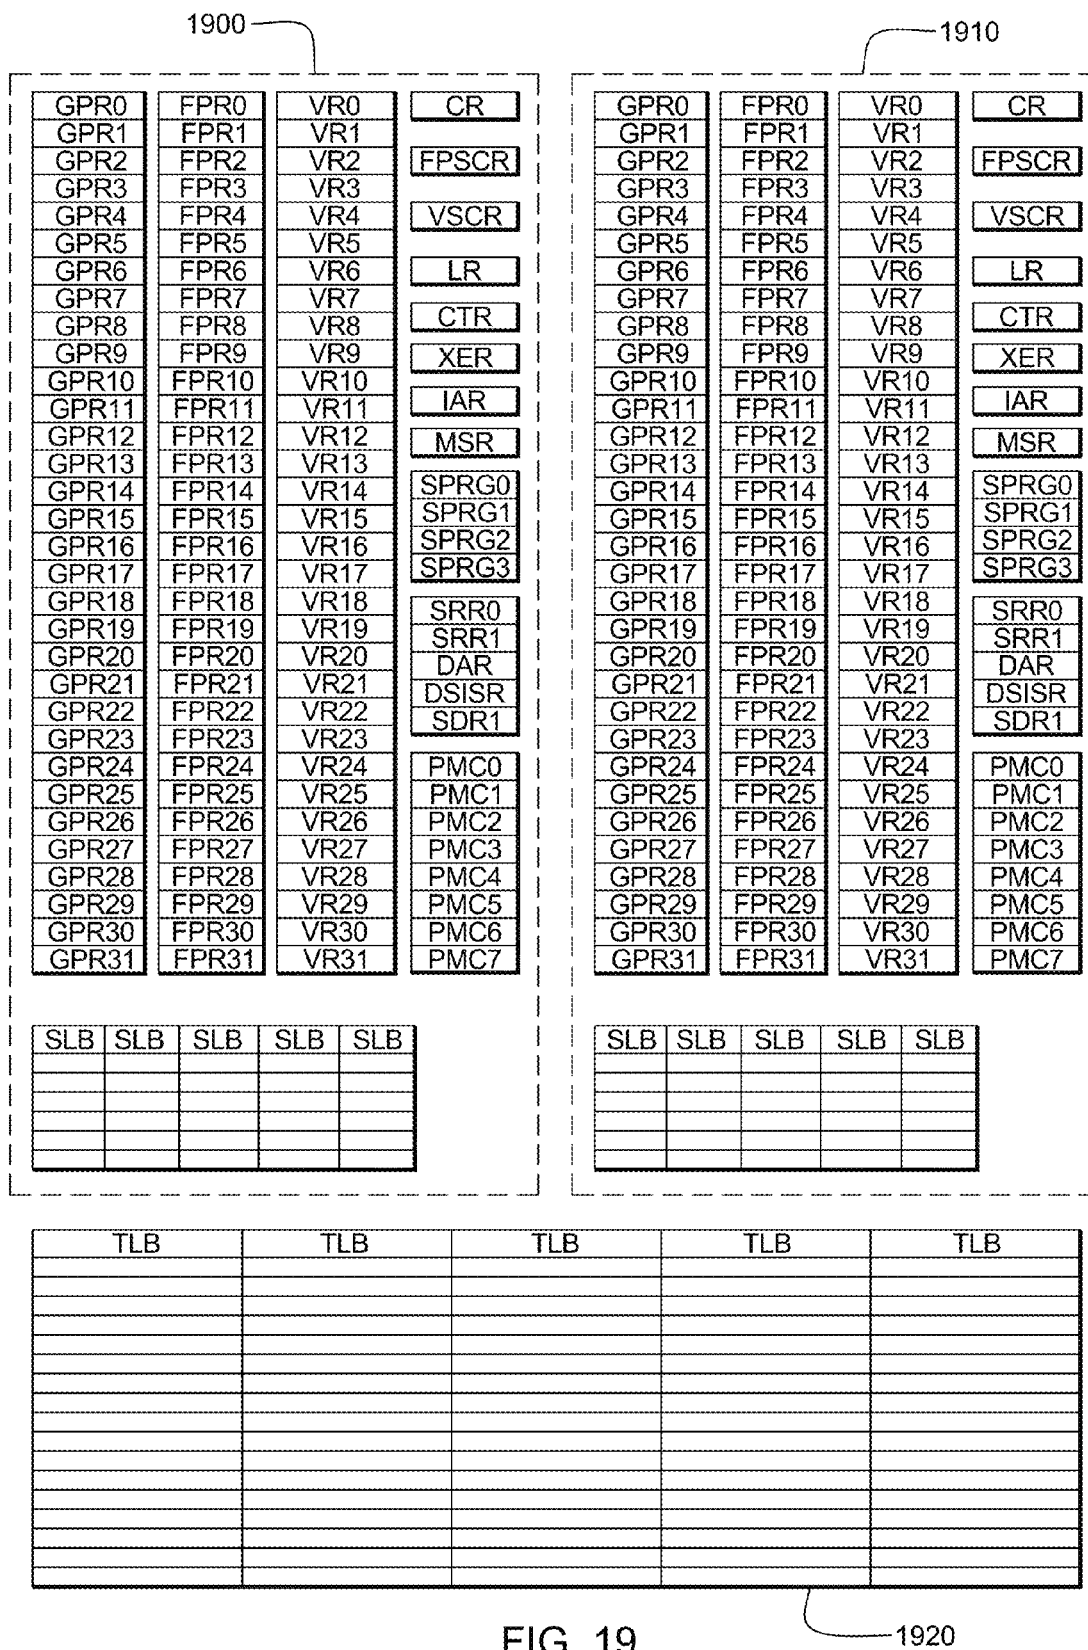 1900
1910
GPR0 FPR0 VR0 CR GPR0 FPR0 VR0 CR
GPR1 FPR1 VR1 GPR1 FPR1 VR1
GPR2 FPR2 VR2 FPSCR GPR2 FPR2 VR2 FPSCR
GPR3 FPR3 VR3 GPR3 FPR3 VR3
GPR4 FPR4 VR4 VSCR GPR4 FPR4 VR4 VSCR
GPR5 FPR5 VR5 GPR5 FPR5 VR5
GPR6 FPR6 VR6 LR GPR6 FPR6 VR6 LR
GPR7 FPR7 VR7 GPR7 FPR7 VR7
GPR8 FPR8 VR8 CTR GPR8 FPR8 VR8 CTR
GPR9 FPR9 VR9 XER GPR9 FPR9 VR9 XER
GPR10 FPR10 VR10 GPR10 FPR10 VR10
GPR11 FPR11 VR11 IAR GPR11 FPR11 VR11 IAR
GPR12 FPR12 VR12 MSR GPR12 FPR12 VR12 MSR
GPR13 FPR13 VR13 GPR13 FPR13 VR13
GPR14 FPR14 VR14 SPRG0 GPR14 FPR14 VR14 SPRG0
GPR15 FPR15 VR15 SPRG1 GPR15 FPR15 VR15 SPRG1
GPR16 FPR16 VR16 SPRG2 GPR16 FPR16 VR16 SPRG2
GPR17 FPR17 VR17 SPRG3 GPR17 FPR17 VR17 SPRG3
GPR18 FPR18 VR18 SRR0 GPR18 FPR18 VR18 SRR0
GPR19 FPR19 VR19 SRR1 GPR19 FPR19 VR19 SRR1
GPR20 FPR20 VR20 DAR GPR20 FPR20 VR20 DAR
GPR21 FPR21 VR21 DSISR GPR21 FPR21 VR21 DSISR
GPR22 FPR22 VR22 SDR1 GPR22 FPR22 VR22 SDR1
GPR23 FPR23 VR23 GPR23 FPR23 VR23
GPR24 FPR24 VR24 PMC0 GPR24 FPR24 VR24 PMC0
GPR25 FPR25 VR25 PMC1 GPR25 FPR25 VR25 PMC1
GPR26 FPR26 VR26 PMC2 GPR26 FPR26 VR26 PMC2
GPR27 FPR27 VR27 PMC3 GPR27 FPR27 VR27 PMC3
GPR28 FPR28 VR28 PMC4 GPR28 FPR28 VR28 PMC4
GPR29 FPR29 VR29 PMC5 GPR29 FPR29 VR29 PMC5
GPR30 FPR30 VR30 PMC6 GPR30 FPR30 VR30 PMC6
GPR31 FPR31 VR31 PMC7 GPR31 FPR31 VR31 PMC7
SLB SLB SLB SLB SLB SLB SLB SLB SLB SLB
TLB TLB TLB TLB TLB
1920
FIG. 19